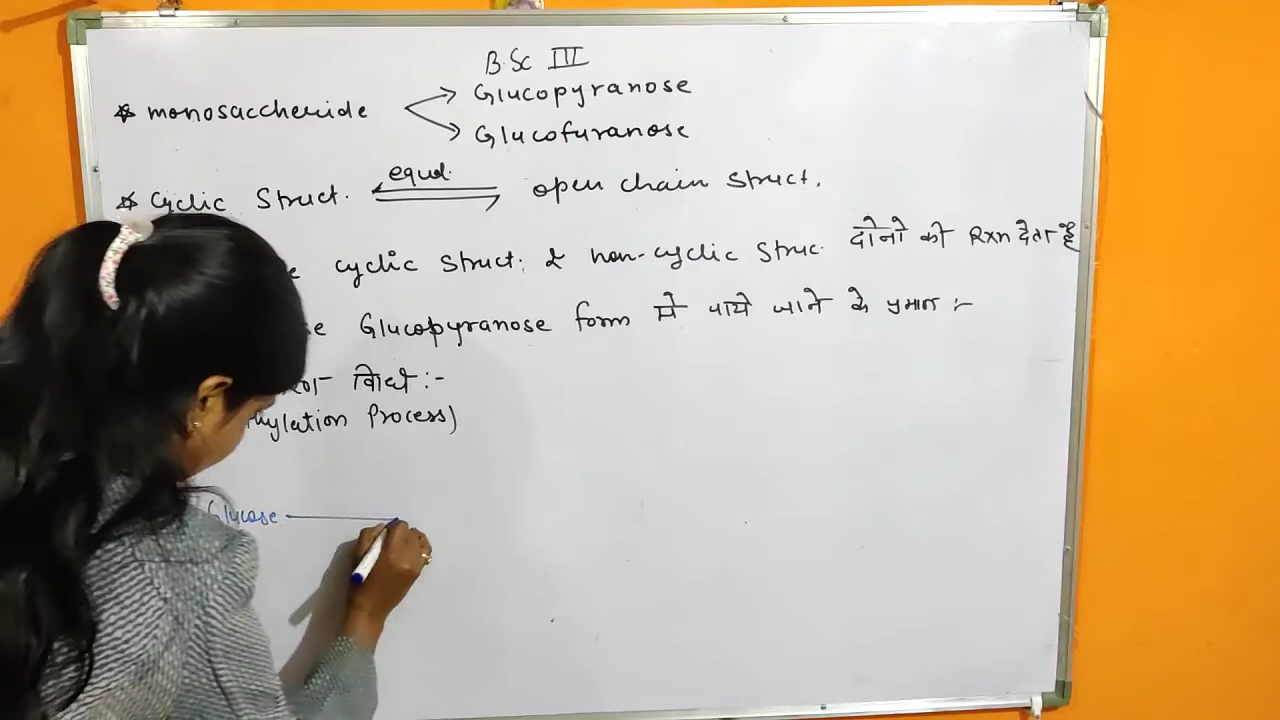 B.Sc III
* monosaccheride
Glucopyranose
Glucofuranose
* Cyclic Struct. equl. open chain struct.
cyclic struct. & non-cyclic struc. दोनो की Rxn देता है
Glucopyranose form मे पाये जाने के प्रमाण :-
विधि :-
Process)
Glucose